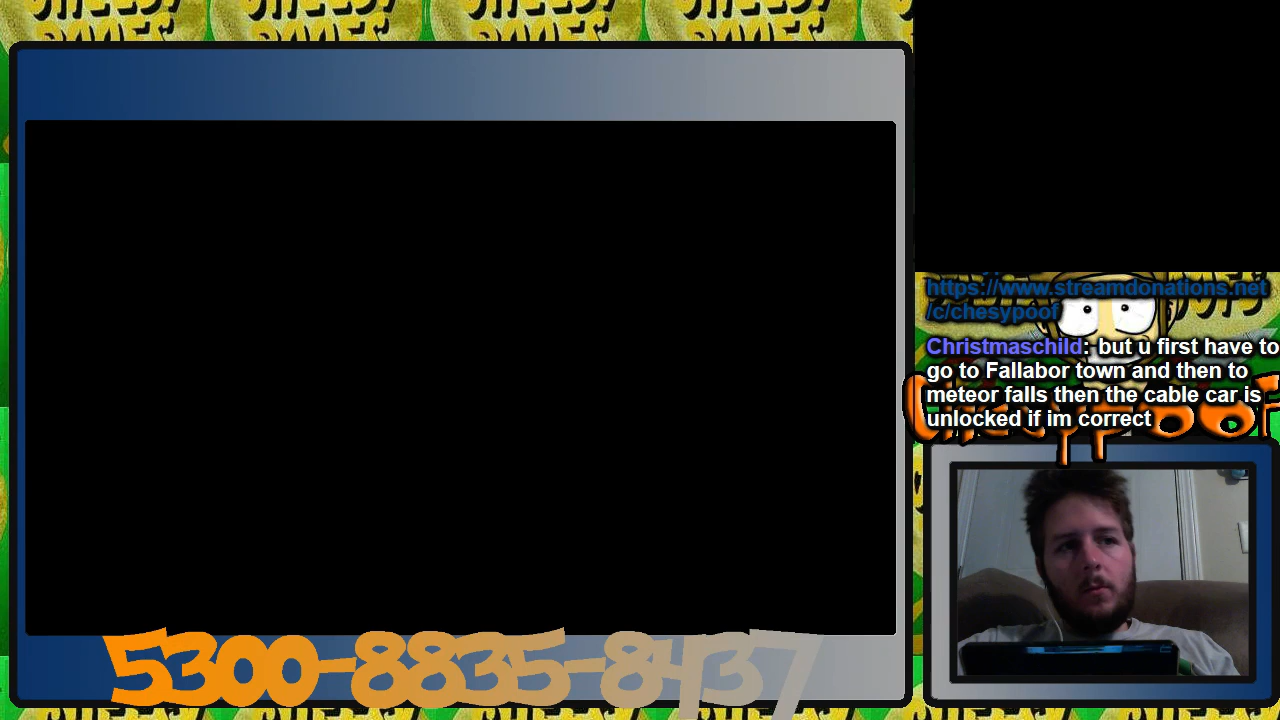 https://www.streamdonations.net
/c/chesypoof
Christmaschild: but u first have to
go to Fallabor town and then to
meteor falls then the cable car is
unlocked if im correct
5300-8835-8437